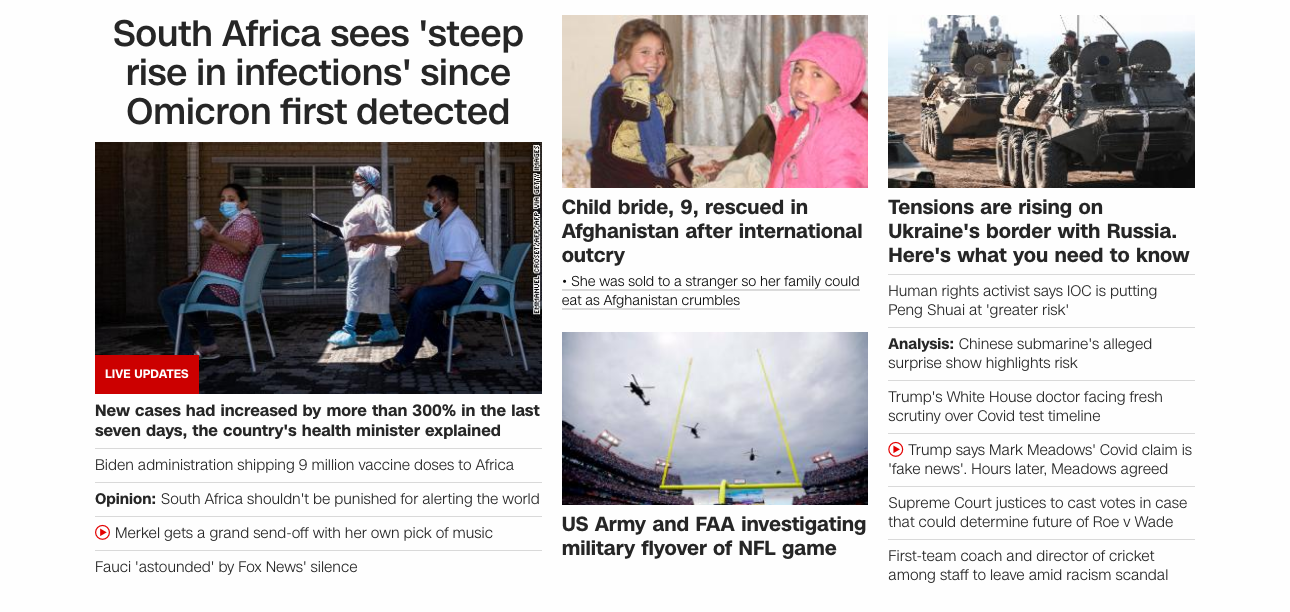 South Africa sees 'steep
rise in infections' since
Omicron first detected
EMMANUEL CROSET/AFP/AFP VIA GETTY IMAGES
LIVE UPDATES
New cases had increased by more than 300% in the last
seven days, the country's health minister explained
Biden administration shipping 9 million vaccine doses to Africa
Opinion: South Africa shouldn't be punished for alerting the world
Merkel gets a grand send-off with her own pick of music
Fauci 'astounded' by Fox News' silence
Child bride, 9, rescued in
Afghanistan after international
outcry
• She was sold to a stranger so her family could
eat as Afghanistan crumbles
US Army and FAA investigating
military flyover of NFL game
Tensions are rising on
Ukraine's border with Russia.
Here's what you need to know
Human rights activist says IOC is putting
Peng Shuai at 'greater risk'
Analysis: Chinese submarine's alleged
surprise show highlights risk
Trump's White House doctor facing fresh
scrutiny over Covid test timeline
Trump says Mark Meadows' Covid claim is
'fake news'. Hours later, Meadows agreed
Supreme Court justices to cast votes in case
that could determine future of Roe v Wade
First-team coach and director of cricket
among staff to leave amid racism scandal